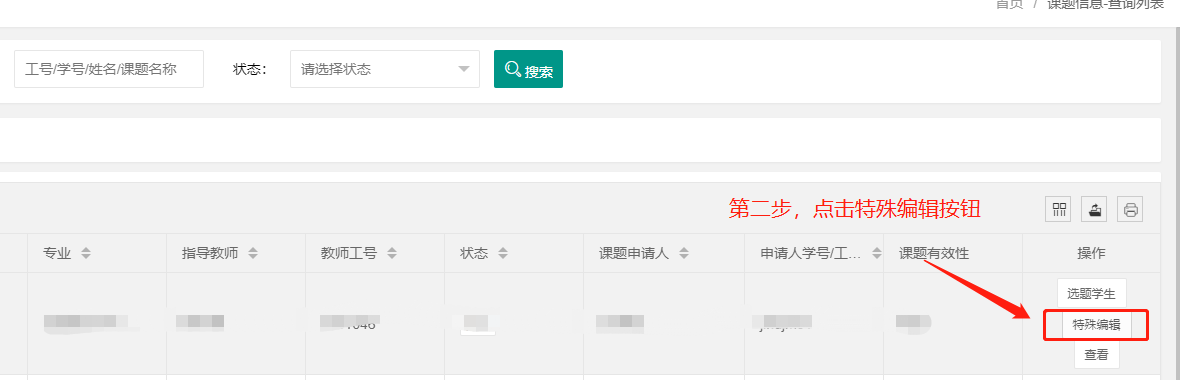 首页 / 课题信息-查询列表
工号/学号/姓名/课题名称 状态： 请选择状态 搜索
第二步，点击特殊编辑按钮
专业 指导教师 教师工号 状态 课题申请人 申请人学号/工... 课题有效性 操作
选题学生
特殊编辑
查看